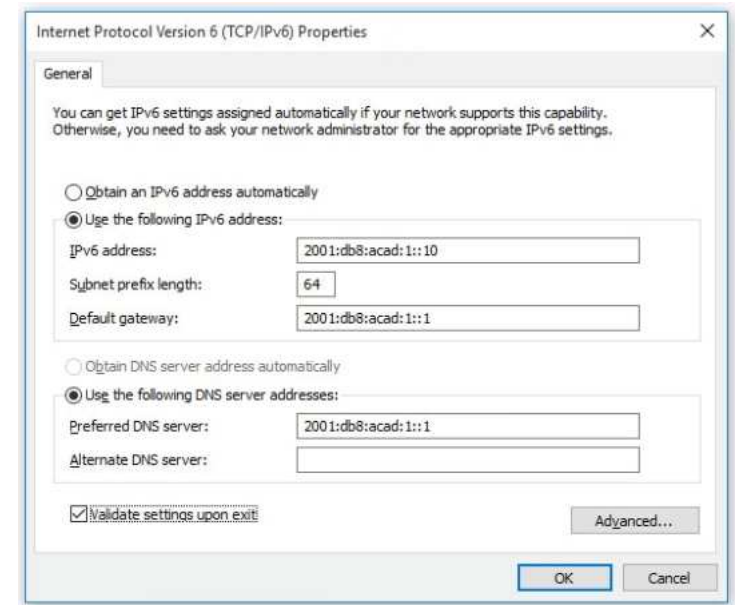 Internet Protocol Version 6 (TCP/IPv6) Properties
General
You can get IPv6 settings assigned automatically if your network supports this capability.
Otherwise, you need to ask your network administrator for the appropriate IPv6 settings.
Obtain an IPv6 address automatically
Use the following IPv6 address:
IPv6 address: 2001:db8:acad:1::10
Subnet prefix length: 64
Default gateway: 2001:db8:acad:1::1
Obtain DNS server address automatically
Use the following DNS server addresses:
Preferred DNS server: 2001:db8:acad:1::1
Alternate DNS server:
Validate settings upon exit
Advanced...
OK Cancel